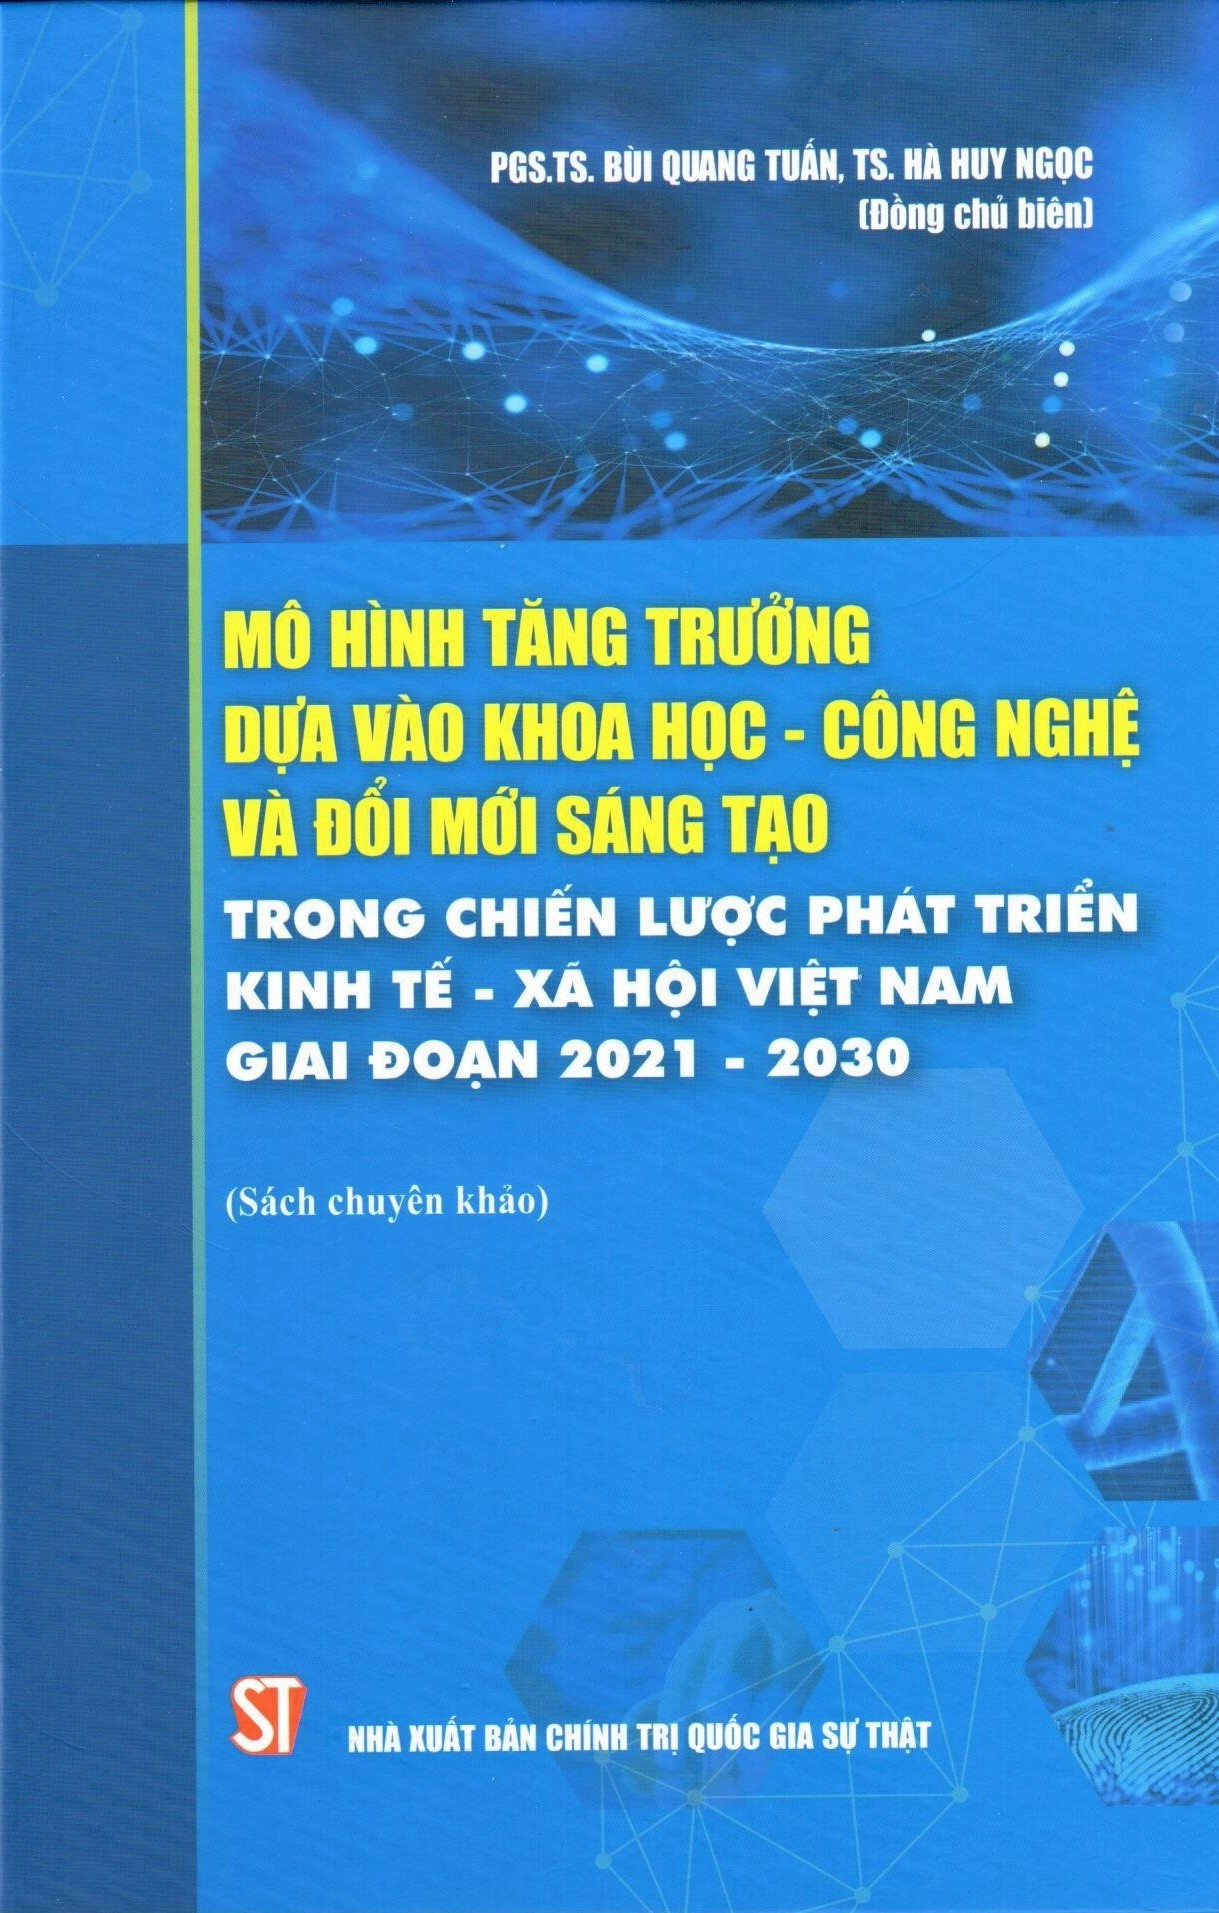 PGS.TS. BÙI QUANG TUẤN, TS. HÀ HUY NGỌC
(Đồng chủ biên)
MÔ HÌNH TĂNG TRƯỞNG
DỰA VÀO KHOA HỌC - CÔNG NGHỆ
VÀ ĐỔI MỚI SÁNG TẠO
TRONG CHIẾN LƯỢC PHÁT TRIỂN
KINH TẾ - XÃ HỘI VIỆT NAM
GIAI ĐOẠN 2021 - 2030
(Sách chuyên khảo)
ST
NHÀ XUẤT BẢN CHÍNH TRỊ QUỐC GIA SỰ THẬT